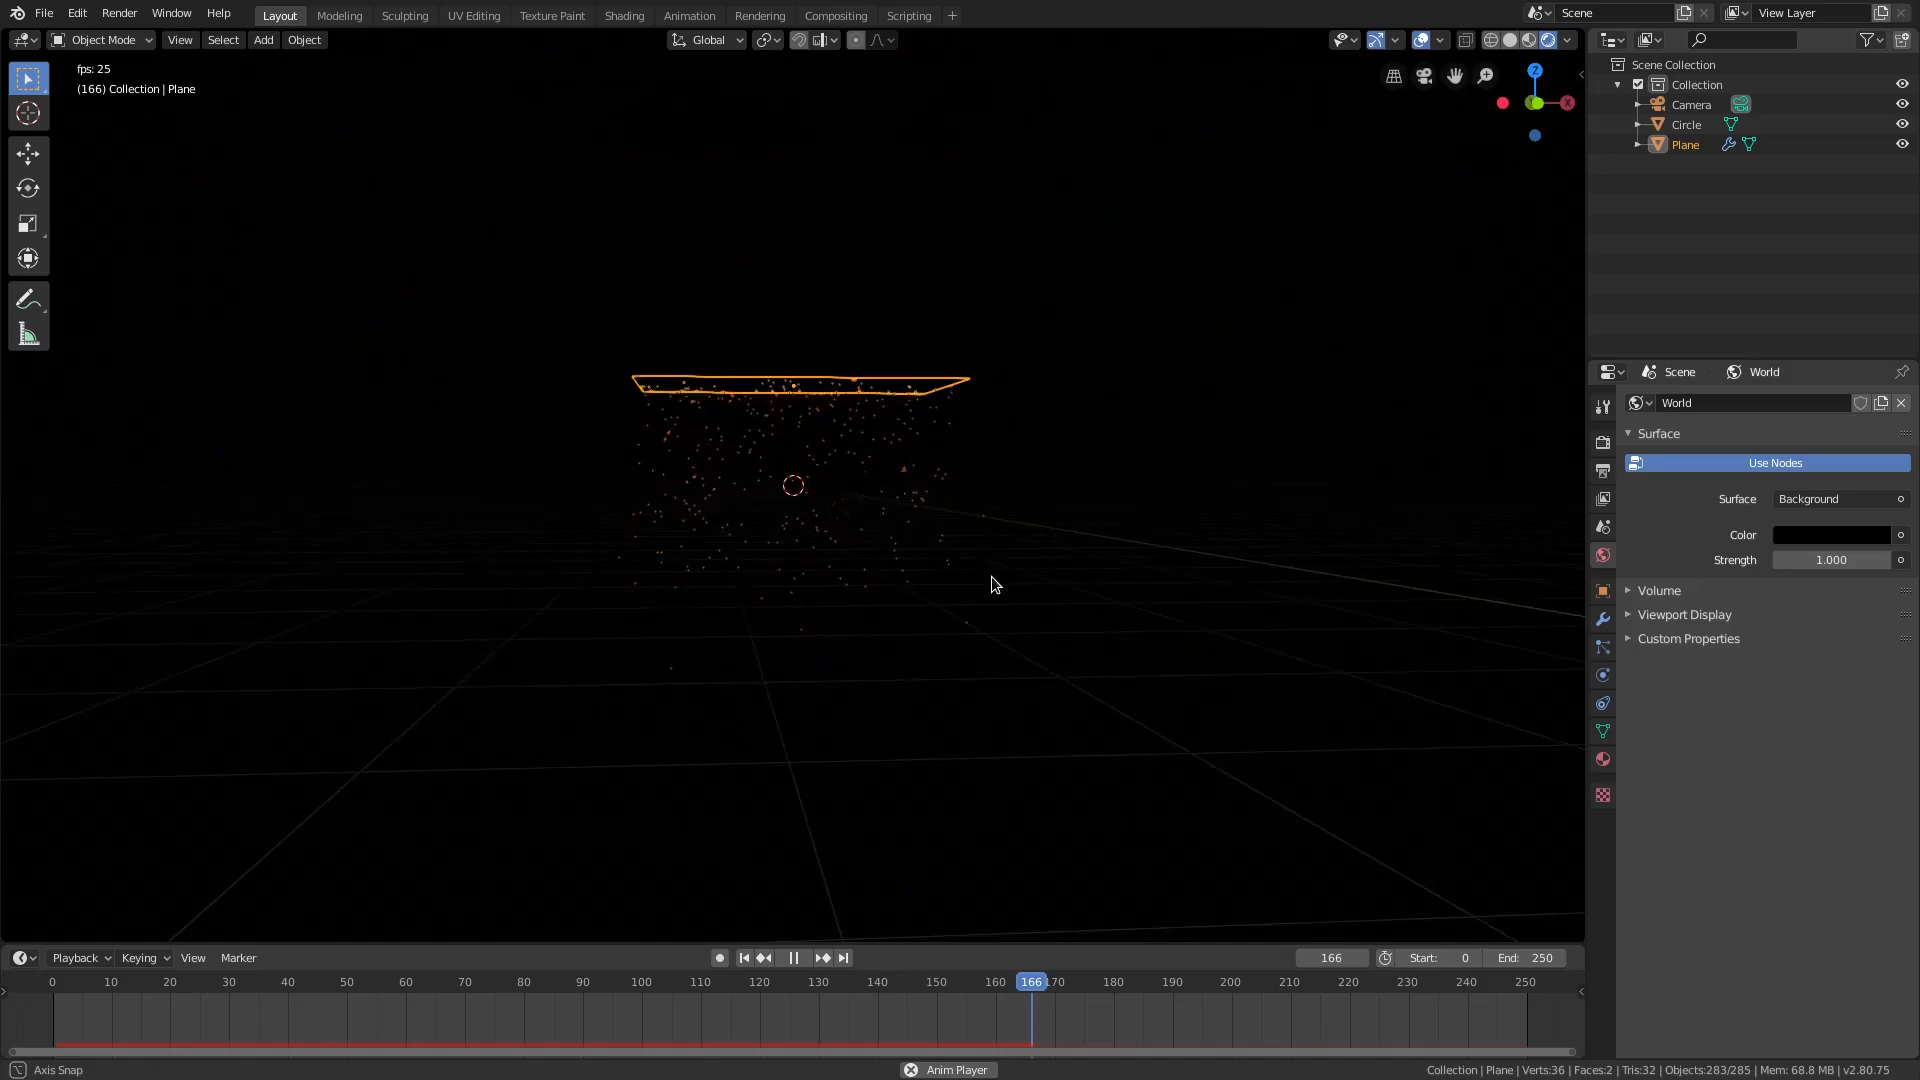 File Edit Render Window Help Layout Modeling Sculpting UV Editing Texture Paint Shading Animation Rendering Compositing Scripting + Scene View Layer
Object Mode View Select Add Object Global
fps: 25
(166) Collection | Plane
Z
X
Scene Collection
Collection
Camera
Circle
Plane
Scene World
World
Surface
Use Nodes
Surface Background
Color
Strength 1.000
Volume
Viewport Display
Custom Properties
Playback Keying View Marker 166 Start: 0 End: 250
0 10 20 30 40 50 60 70 80 90 100 110 120 130 140 150 160 166 170 180 190 200 210 220 230 240 250
Axis Snap Anim Player Collection | Plane | Verts:36 | Faces:2 | Tris:32 | Objects:283/285 | Mem: 68.8 MB | v2.80.75